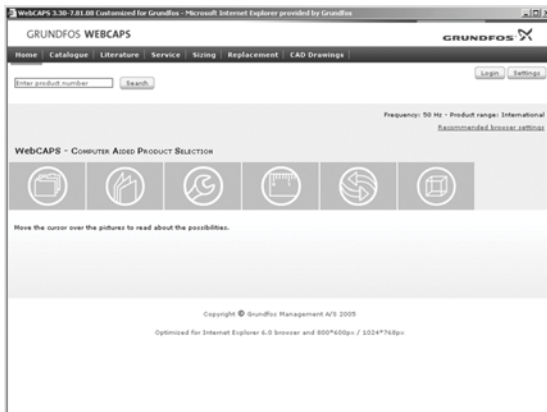 WebCAPS 3.30-7.01.00 Customized for Grundfos - Microsoft Internet Explorer provided by Grundfos
GRUNDFOS WEBCAPS
GRUNDFOS
Home Catalogue Literature Service Sizing Replacement CAD Drawings
Login Settings
Enter product number Search
Frequency: 50 Hz - Product range: International
Recommended browser settings
WebCAPS - Computer Aided Product Selection
Move the cursor over the pictures to read about the possibilities.
Copyright © Grundfos Management A/S 2005
Optimized for Internet Explorer 6.0 browser and 800*600px / 1024*768px